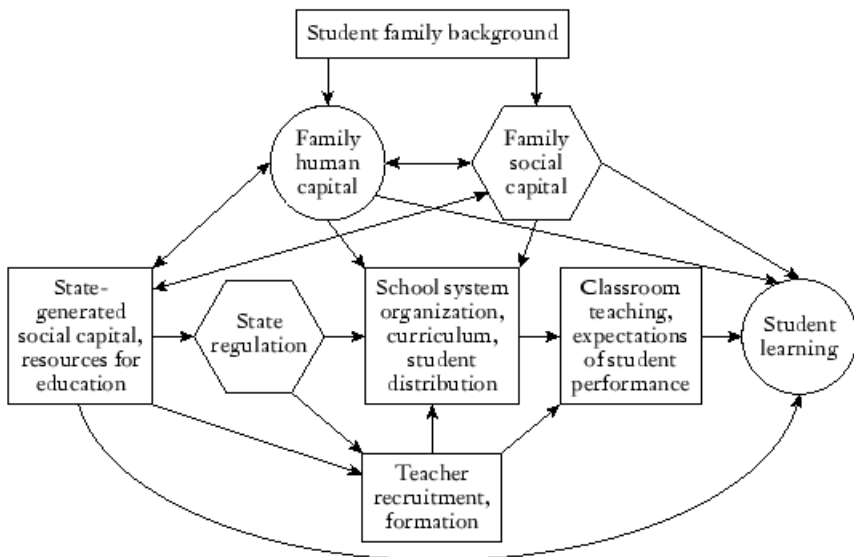 Student family background
Family
human
capital
Family
social
capital
State-
generated
social capital,
resources for
education
State
regulation
School system
organization,
curriculum,
student
distribution
Classroom
teaching,
expectations
of student
performance
Student
learning
Teacher
recruitment,
formation